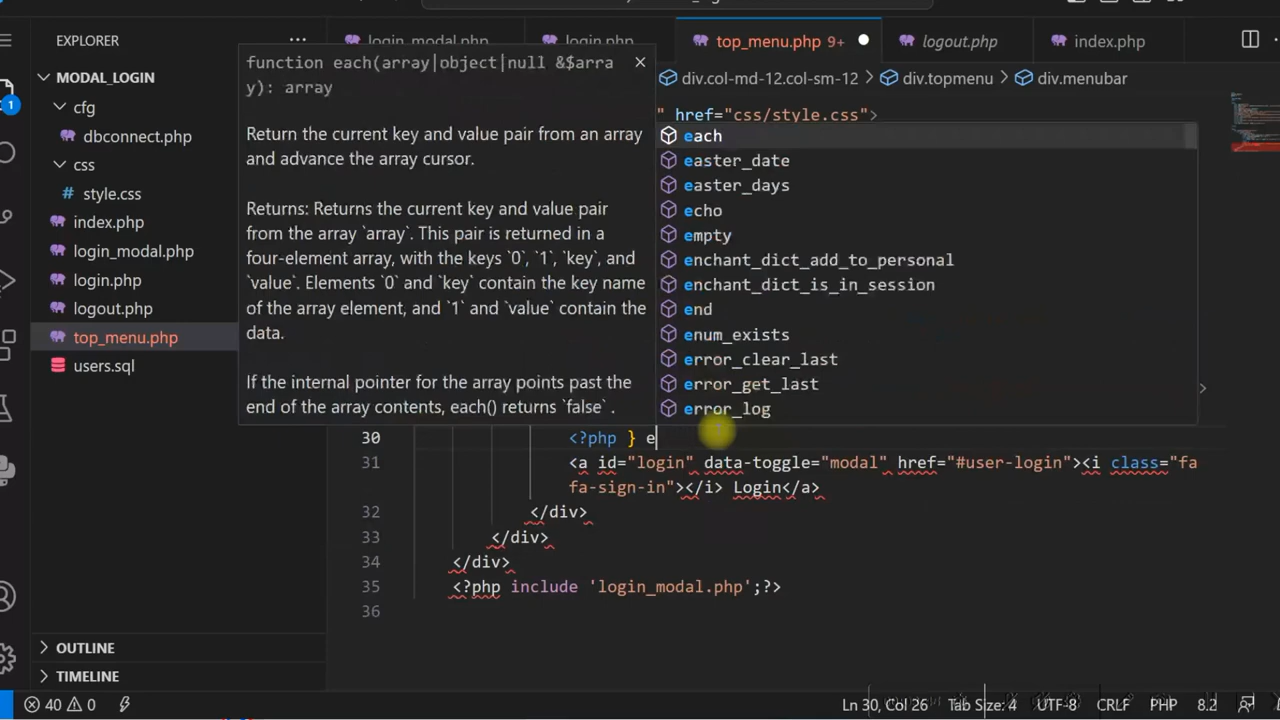 EXPLORER
login_modal.php
login.php
top_menu.php 9+
logout.php
index.php
MODAL_LOGIN
cfg
dbconnect.php
css
style.css
index.php
login_modal.php
login.php
logout.php
top_menu.php
users.sql
OUTLINE
TIMELINE
1
function each(array|object|null &$arra
y): array
Return the current key and value pair from an array
and advance the array cursor.
Returns: Returns the current key and value pair
from the array `array`. This pair is returned in a
four-element array, with the keys `0`, `1`, `key`, and
`value`. Elements `0` and `key` contain the key name
of the array element, and `1` and `value` contain the
data.
If the internal pointer for the array points past the
end of the array contents, each() returns `false` .
div.col-md-12.col-sm-12 > div.topmenu > div.menubar
" href="css/style.css">
each
easter_date
easter_days
echo
empty
enchant_dict_add_to_personal
enchant_dict_is_in_session
end
enum_exists
error_clear_last
error_get_last
error_log
30 <?php } e
31 <a id="login" data-toggle="modal" href="#user-login"><i class="fa
fa-sign-in"></i> Login</a>
32 </div>
33 </div>
34 </div>
35 <?php include 'login_modal.php';?>
36
40 0
Ln 30, Col 26 Tab Size: 4 UTF-8 CRLF PHP 8.2